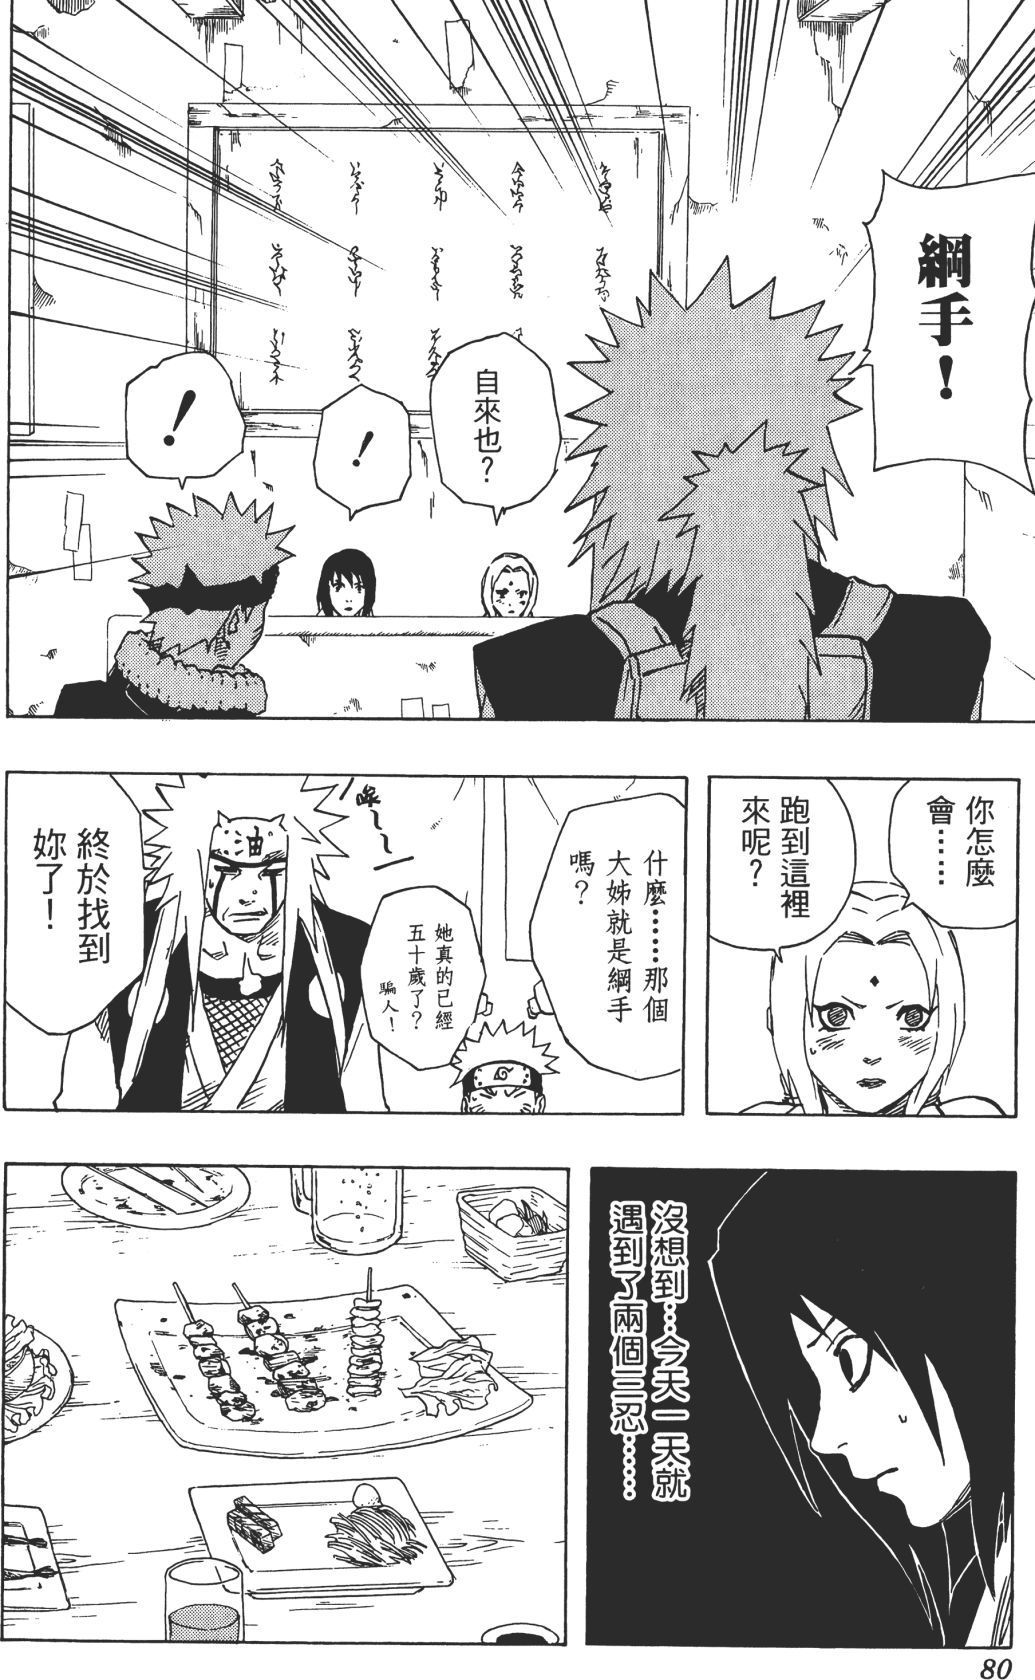 綱手！
自來也？
！
！
你怎麼
會……
跑到這裡
來呢？
什麼……那個
大姊就是綱手
嗎？
她真的已經
五十歲了？
騙人！
唉～～
油
終於找到
妳了！
沒想到…今天一天就
遇到了兩個三忍……
80